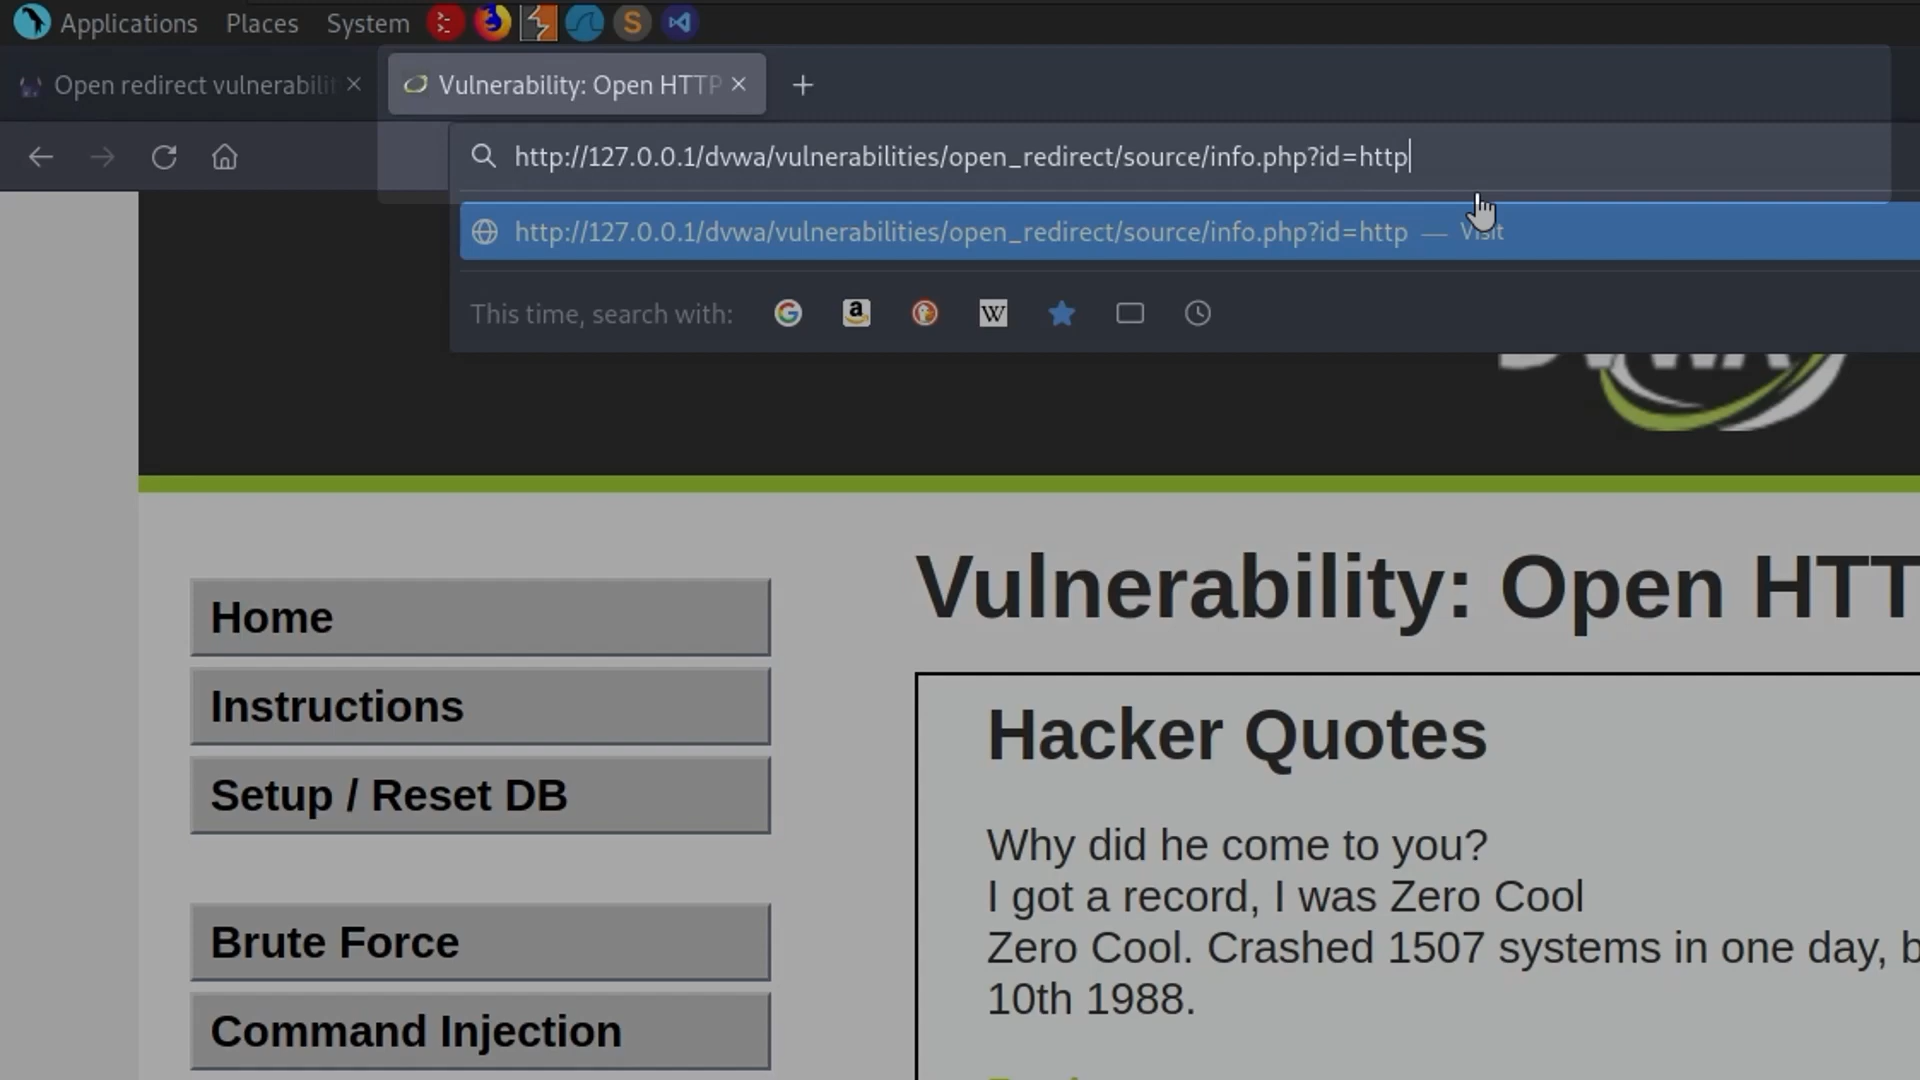 Applications Places System
Open redirect vulnerabilit
Vulnerability: Open HTTP
http://127.0.0.1/dvwa/vulnerabilities/open_redirect/source/info.php?id=http
http://127.0.0.1/dvwa/vulnerabilities/open_redirect/source/info.php?id=http — Visit
This time, search with:
Home
Instructions
Setup / Reset DB
Brute Force
Command Injection
Vulnerability: Open HTT
Hacker Quotes
Why did he come to you?
I got a record, I was Zero Cool
Zero Cool. Crashed 1507 systems in one day, b
10th 1988.